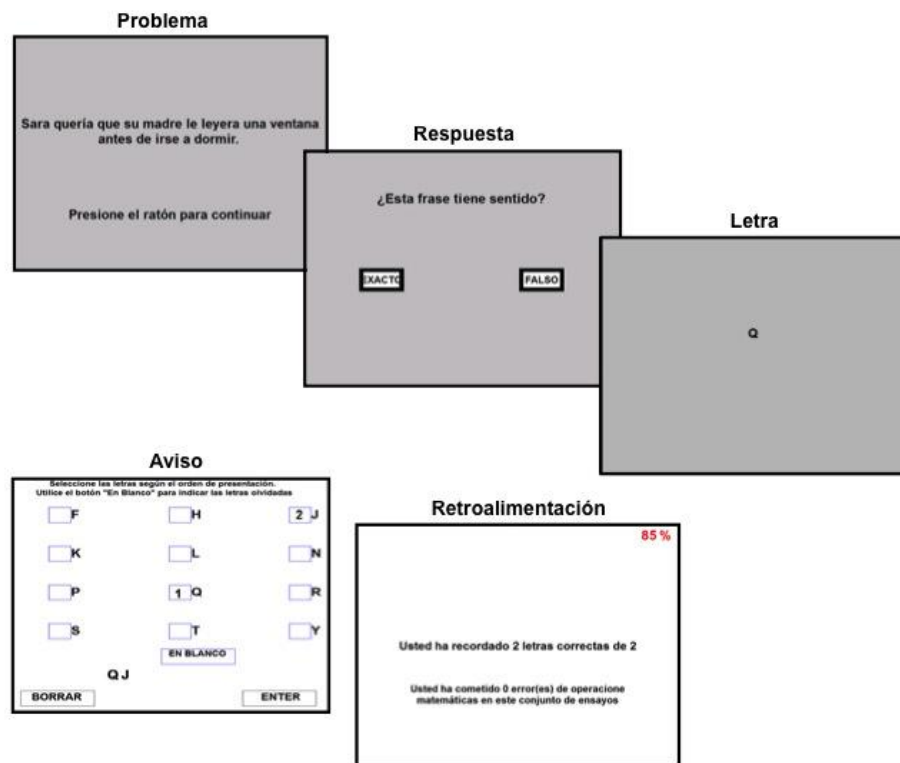 Problema
Sara quería que su madre le leyera una ventana
antes de irse a dormir.
Presione el ratón para continuar
Respuesta
¿Esta frase tiene sentido?
EXACTO FALSO
Letra
Q
Aviso
Seleccione las letras según el orden de presentación.
Utilice el botón "En Blanco" para indicar las letras olvidadas
F H 2 J
K L N
P 1 Q R
S T Y
EN BLANCO
Q J
BORRAR ENTER
Retroalimentación
85 %
Usted ha recordado 2 letras correctas de 2
Usted ha cometido 0 error(es) de operacione
matemáticas en este conjunto de ensayos